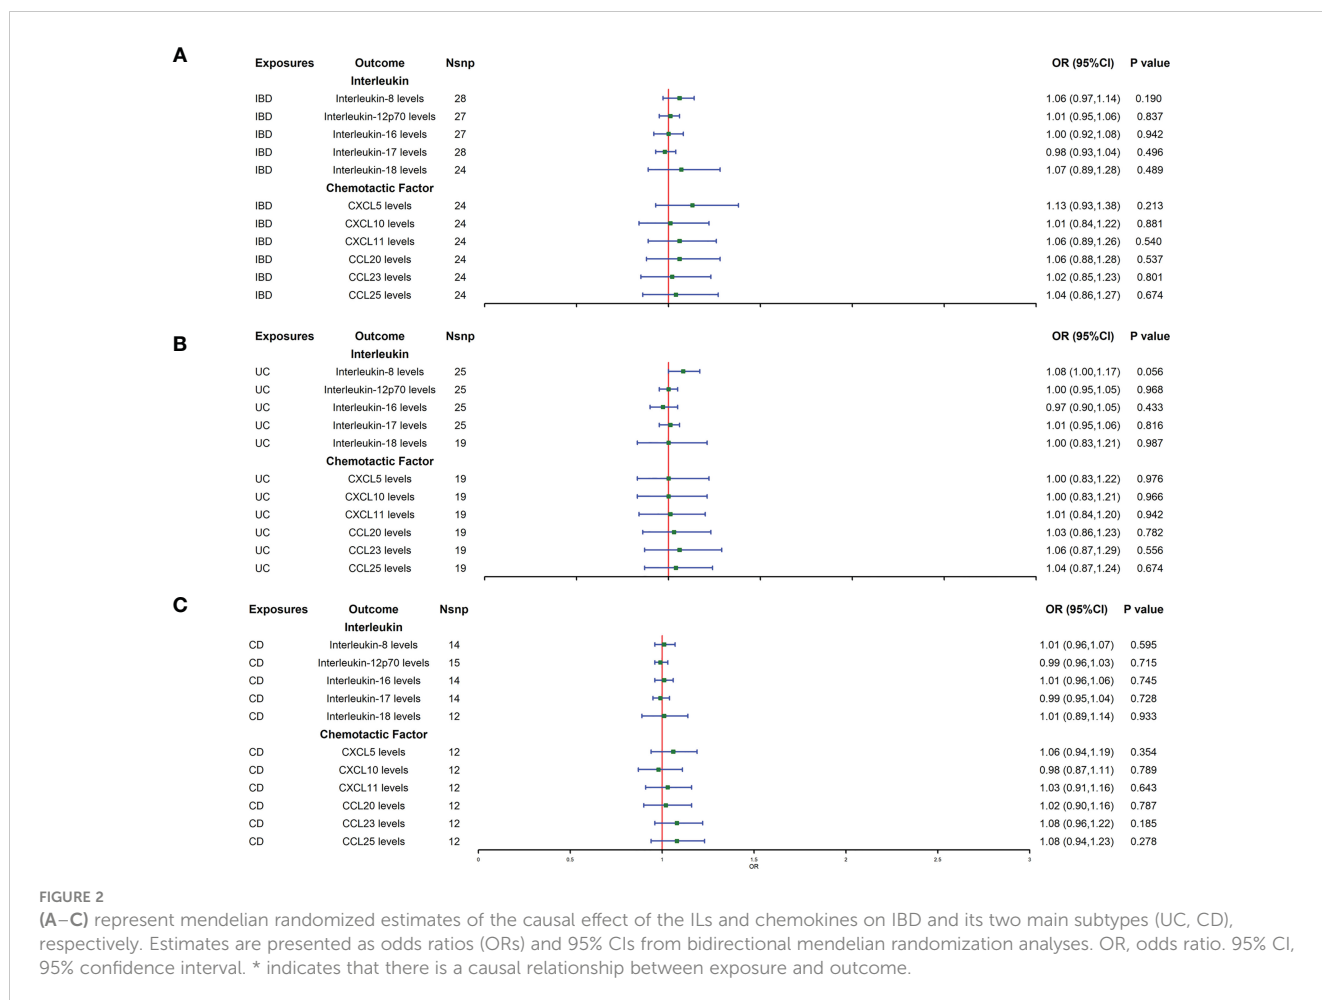 A
Exposures Outcome Nsnp OR (95%CI) P value
Interleukin
IBD Interleukin-8 levels 28 1.06 (0.97,1.14) 0.190
IBD Interleukin-12p70 levels 27 1.01 (0.95,1.06) 0.837
IBD Interleukin-16 levels 27 1.00 (0.92,1.08) 0.942
IBD Interleukin-17 levels 28 0.98 (0.93,1.04) 0.496
IBD Interleukin-18 levels 24 1.07 (0.89,1.28) 0.489
Chemotactic Factor
IBD CXCL5 levels 24 1.13 (0.93,1.38) 0.213
IBD CXCL10 levels 24 1.01 (0.84,1.22) 0.881
IBD CXCL11 levels 24 1.06 (0.89,1.26) 0.540
IBD CCL20 levels 24 1.06 (0.88,1.28) 0.537
IBD CCL23 levels 24 1.02 (0.85,1.23) 0.801
IBD CCL25 levels 24 1.04 (0.86,1.27) 0.674
B
Exposures Outcome Nsnp OR (95%CI) P value
Interleukin
UC Interleukin-8 levels 25 1.08 (1.00,1.17) 0.056
UC Interleukin-12p70 levels 25 1.00 (0.95,1.05) 0.968
UC Interleukin-16 levels 25 0.97 (0.90,1.05) 0.433
UC Interleukin-17 levels 25 1.01 (0.95,1.06) 0.816
UC Interleukin-18 levels 19 1.00 (0.83,1.21) 0.987
Chemotactic Factor
UC CXCL5 levels 19 1.00 (0.83,1.22) 0.976
UC CXCL10 levels 19 1.00 (0.83,1.21) 0.966
UC CXCL11 levels 19 1.01 (0.84,1.20) 0.942
UC CCL20 levels 19 1.03 (0.86,1.23) 0.782
UC CCL23 levels 19 1.06 (0.87,1.29) 0.556
UC CCL25 levels 19 1.04 (0.87,1.24) 0.674
C
Exposures Outcome Nsnp OR (95%CI) P value
Interleukin
CD Interleukin-8 levels 14 1.01 (0.96,1.07) 0.595
CD Interleukin-12p70 levels 15 0.99 (0.96,1.03) 0.715
CD Interleukin-16 levels 14 1.01 (0.96,1.06) 0.745
CD Interleukin-17 levels 14 0.99 (0.95,1.04) 0.728
CD Interleukin-18 levels 12 1.01 (0.89,1.14) 0.933
Chemotactic Factor
CD CXCL5 levels 12 1.06 (0.94,1.19) 0.354
CD CXCL10 levels 12 0.98 (0.87,1.11) 0.789
CD CXCL11 levels 12 1.03 (0.91,1.16) 0.643
CD CCL20 levels 12 1.02 (0.90,1.16) 0.787
CD CCL23 levels 12 1.08 (0.96,1.22) 0.185
CD CCL25 levels 12 1.08 (0.94,1.23) 0.278
0 0.5 1 1.5 2 2.5 3
OR
FIGURE 2
(A–C) represent mendelian randomized estimates of the causal effect of the ILs and chemokines on IBD and its two main subtypes (UC, CD),
respectively. Estimates are presented as odds ratios (ORs) and 95% CIs from bidirectional mendelian randomization analyses. OR, odds ratio. 95% CI,
95% confidence interval. * indicates that there is a causal relationship between exposure and outcome.